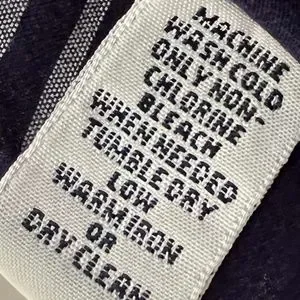 MACHINE
WASH COLD
ONLY NON-
CHLORINE
BLEACH
WHEN NEEDED
TUMBLE DRY
LOW
WARM IRON
OR
DRY CLEAN